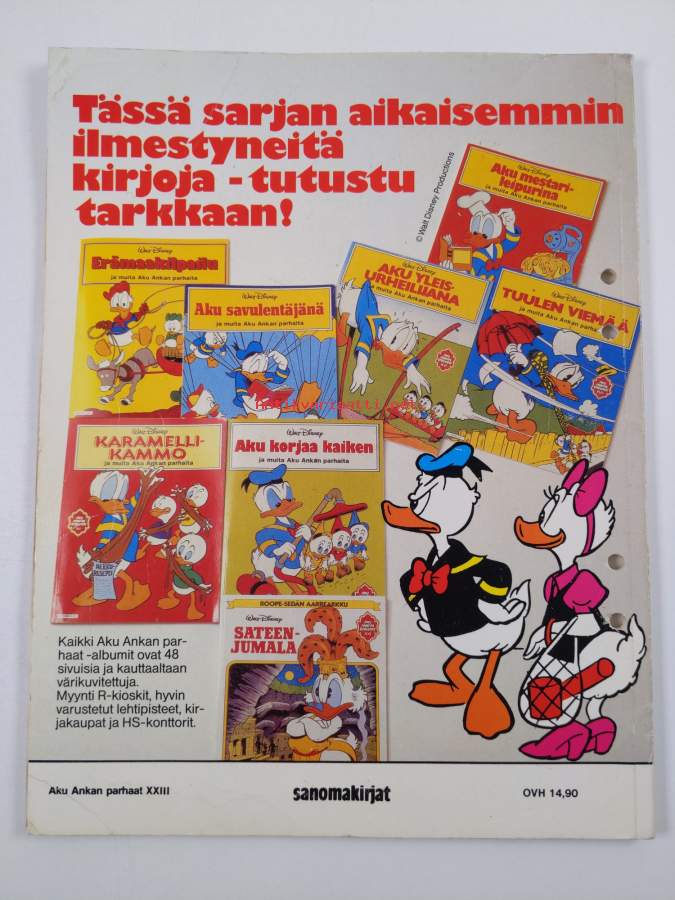 Tässä sarjan aikaisemmin
ilmestyneitä
kirjoja - tutustu
tarkkaan!
© Walt Disney Productions
Walt Disney
Aku mestari-
leipurina
ja muita Aku Ankan parhaita
Walt Disney
Erämaakilpailu
ja muita Aku Ankan parhaita
Walt Disney
Aku savulentäjänä
ja muita Aku Ankan parhaita
Walt Disney
AKU YLEIS-
URHEILIJANA
ja muita Aku Ankan parhaita
Walt Disney
TUULEN VIEMÄÄ
ja muita Aku Ankan parhaita
Walt Disney
KARAMELLI-
KAMMO
ja muita Aku Ankan parhaita
Walt Disney
Aku korjaa kaiken
ja muita Aku Ankan parhaita
ROOPE-SEDÄN AARREARKKU
Walt Disney
SATEEN-
JUMALA
Kaikki Aku Ankan par-
haat -albumit ovat 48
sivuisia ja kauttaaltaan
värikuvitettuja.
Myynti R-kioskit, hyvin
varustetut lehtipisteet, kir-
jakaupat ja HS-konttorit.
Aku Ankan parhaat XXIII
sanomakirjat
OVH 14,90